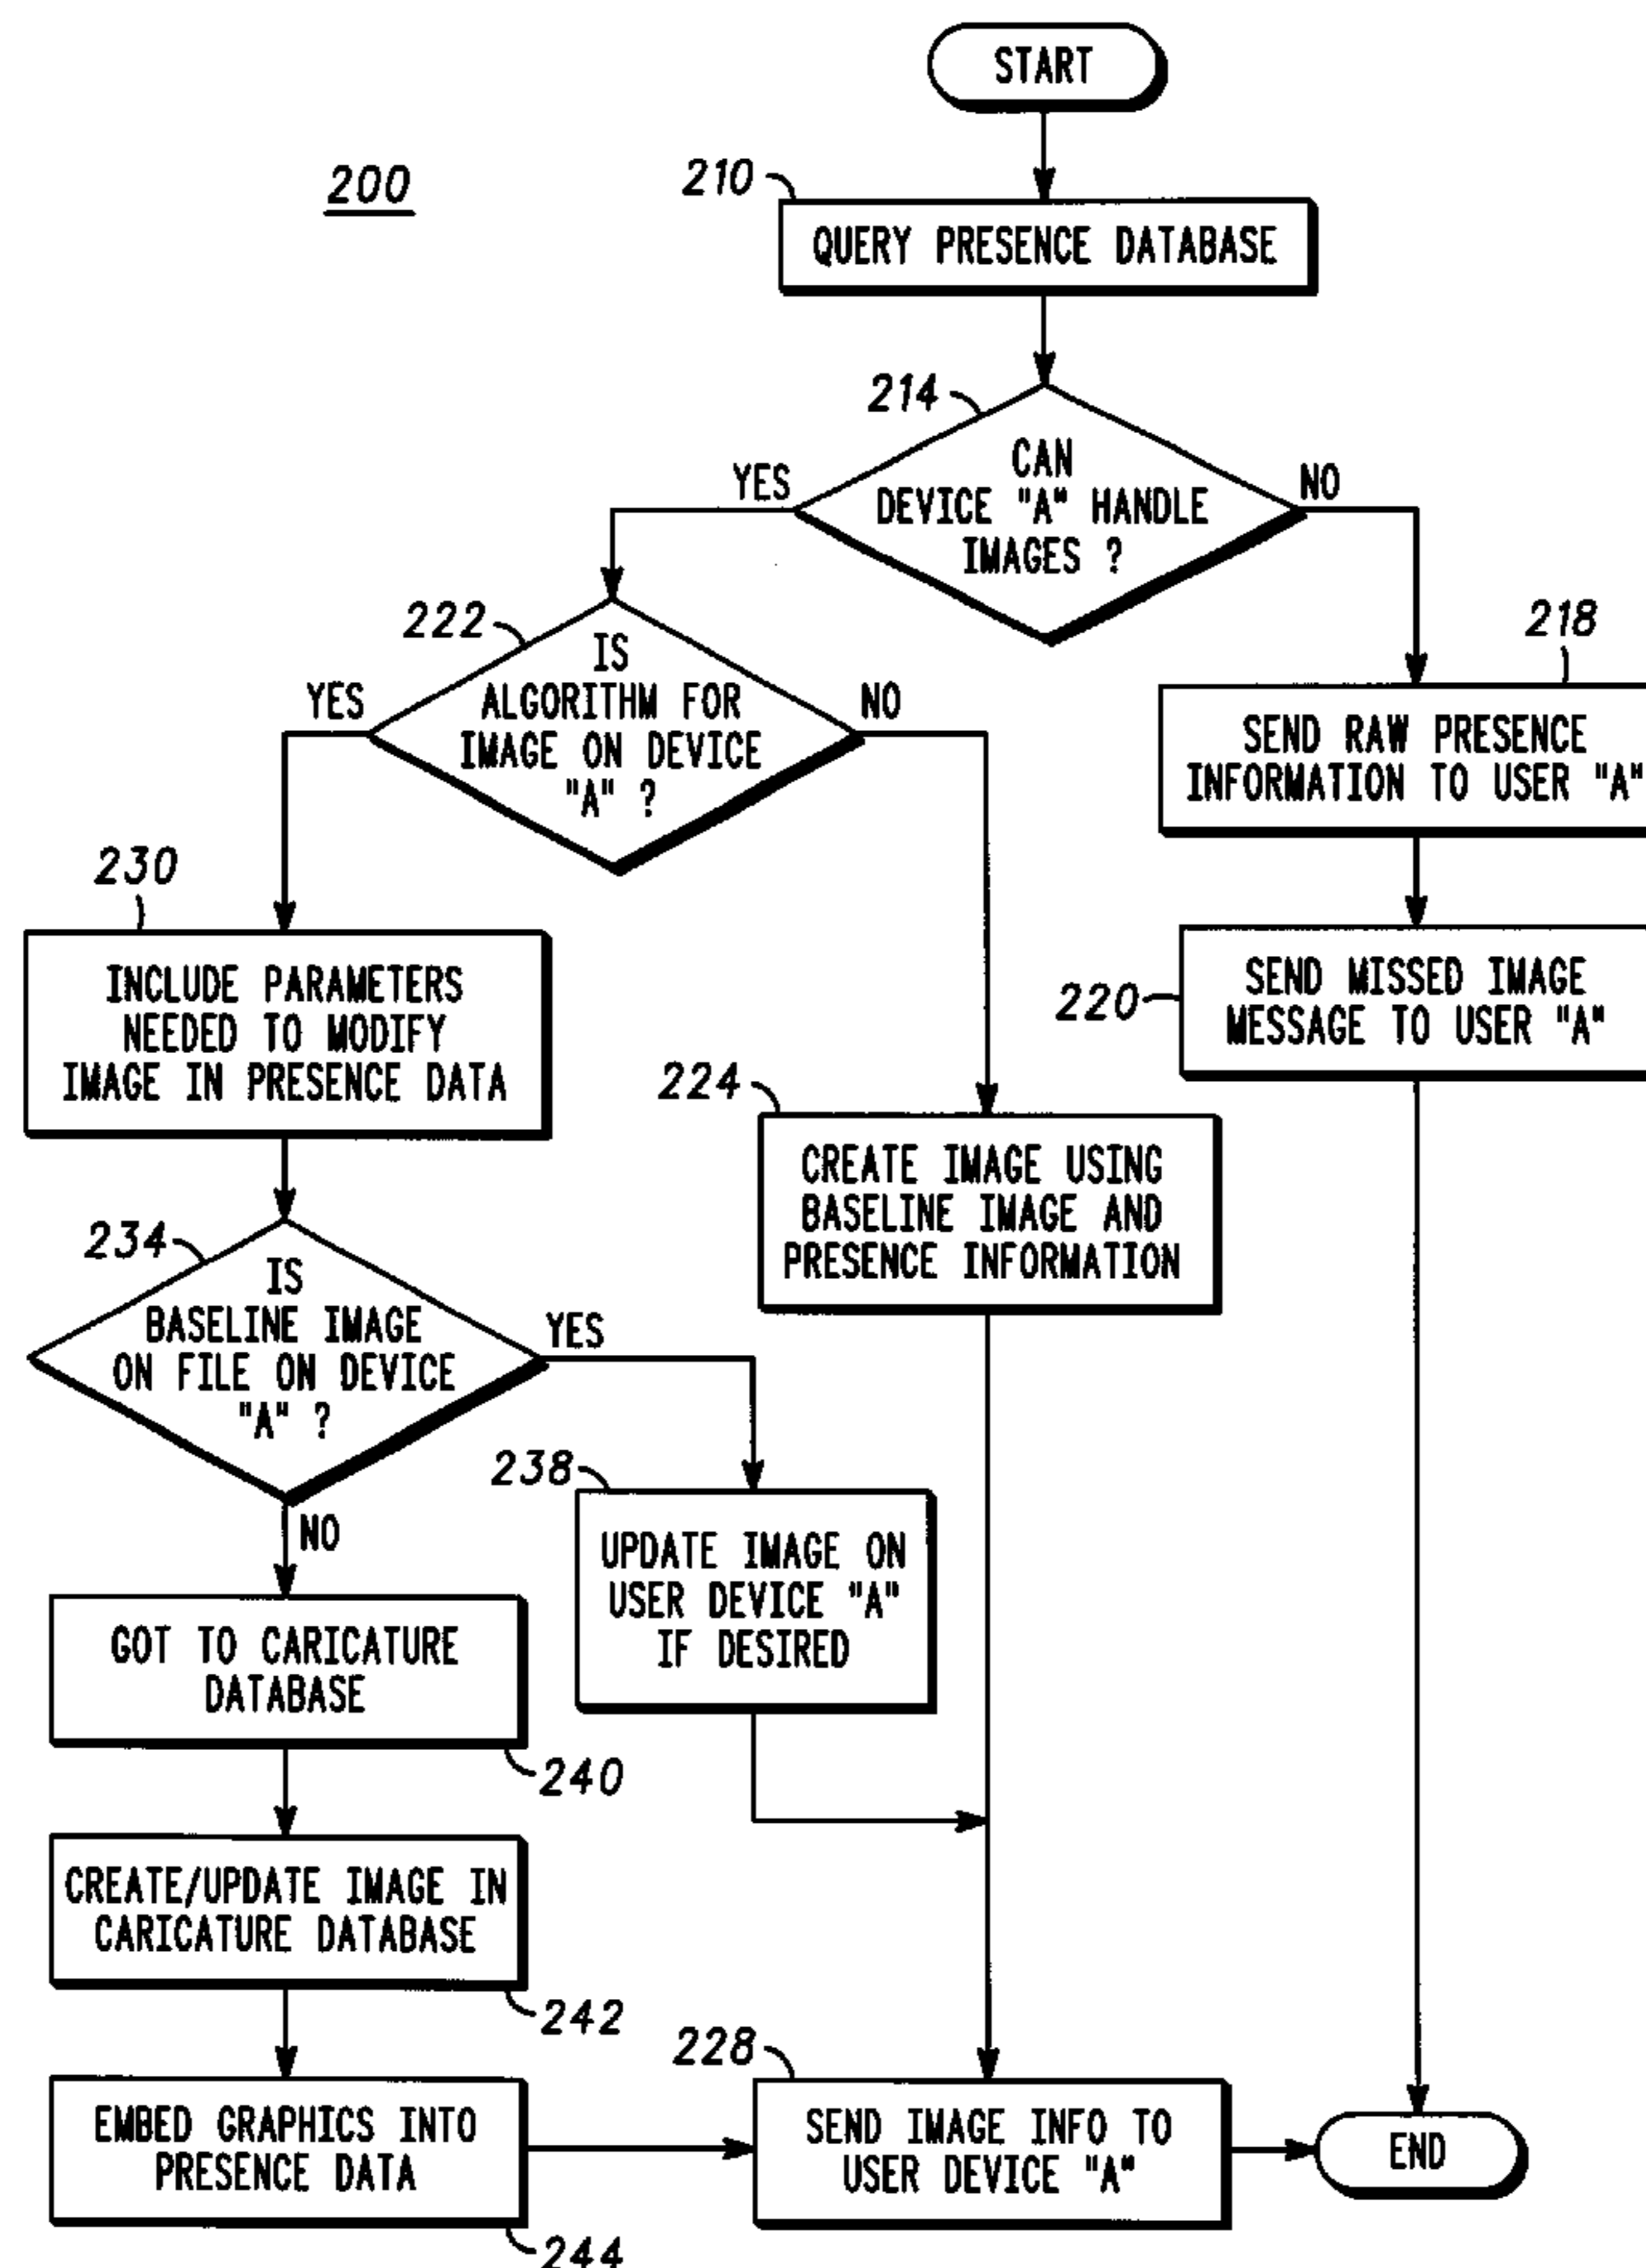 START
200
210
QUERY PRESENCE DATABASE
214
CAN
DEVICE "A" HANDLE
IMAGES ?
YES
NO
222
IS
ALGORITHM FOR
IMAGE ON DEVICE
"A" ?
YES
NO
218
SEND RAW PRESENCE
INFORMATION TO USER "A"
220
SEND MISSED IMAGE
MESSAGE TO USER "A"
230
INCLUDE PARAMETERS
NEEDED TO MODIFY
IMAGE IN PRESENCE DATA
224
CREATE IMAGE USING
BASELINE IMAGE AND
PRESENCE INFORMATION
234
IS
BASELINE IMAGE
ON FILE ON DEVICE
"A" ?
YES
NO
238
UPDATE IMAGE ON
USER DEVICE "A"
IF DESIRED
GOT TO CARICATURE
DATABASE
240
CREATE/UPDATE IMAGE IN
CARICATURE DATABASE
242
EMBED GRAPHICS INTO
PRESENCE DATA
244
228
SEND IMAGE INFO TO
USER DEVICE "A"
END